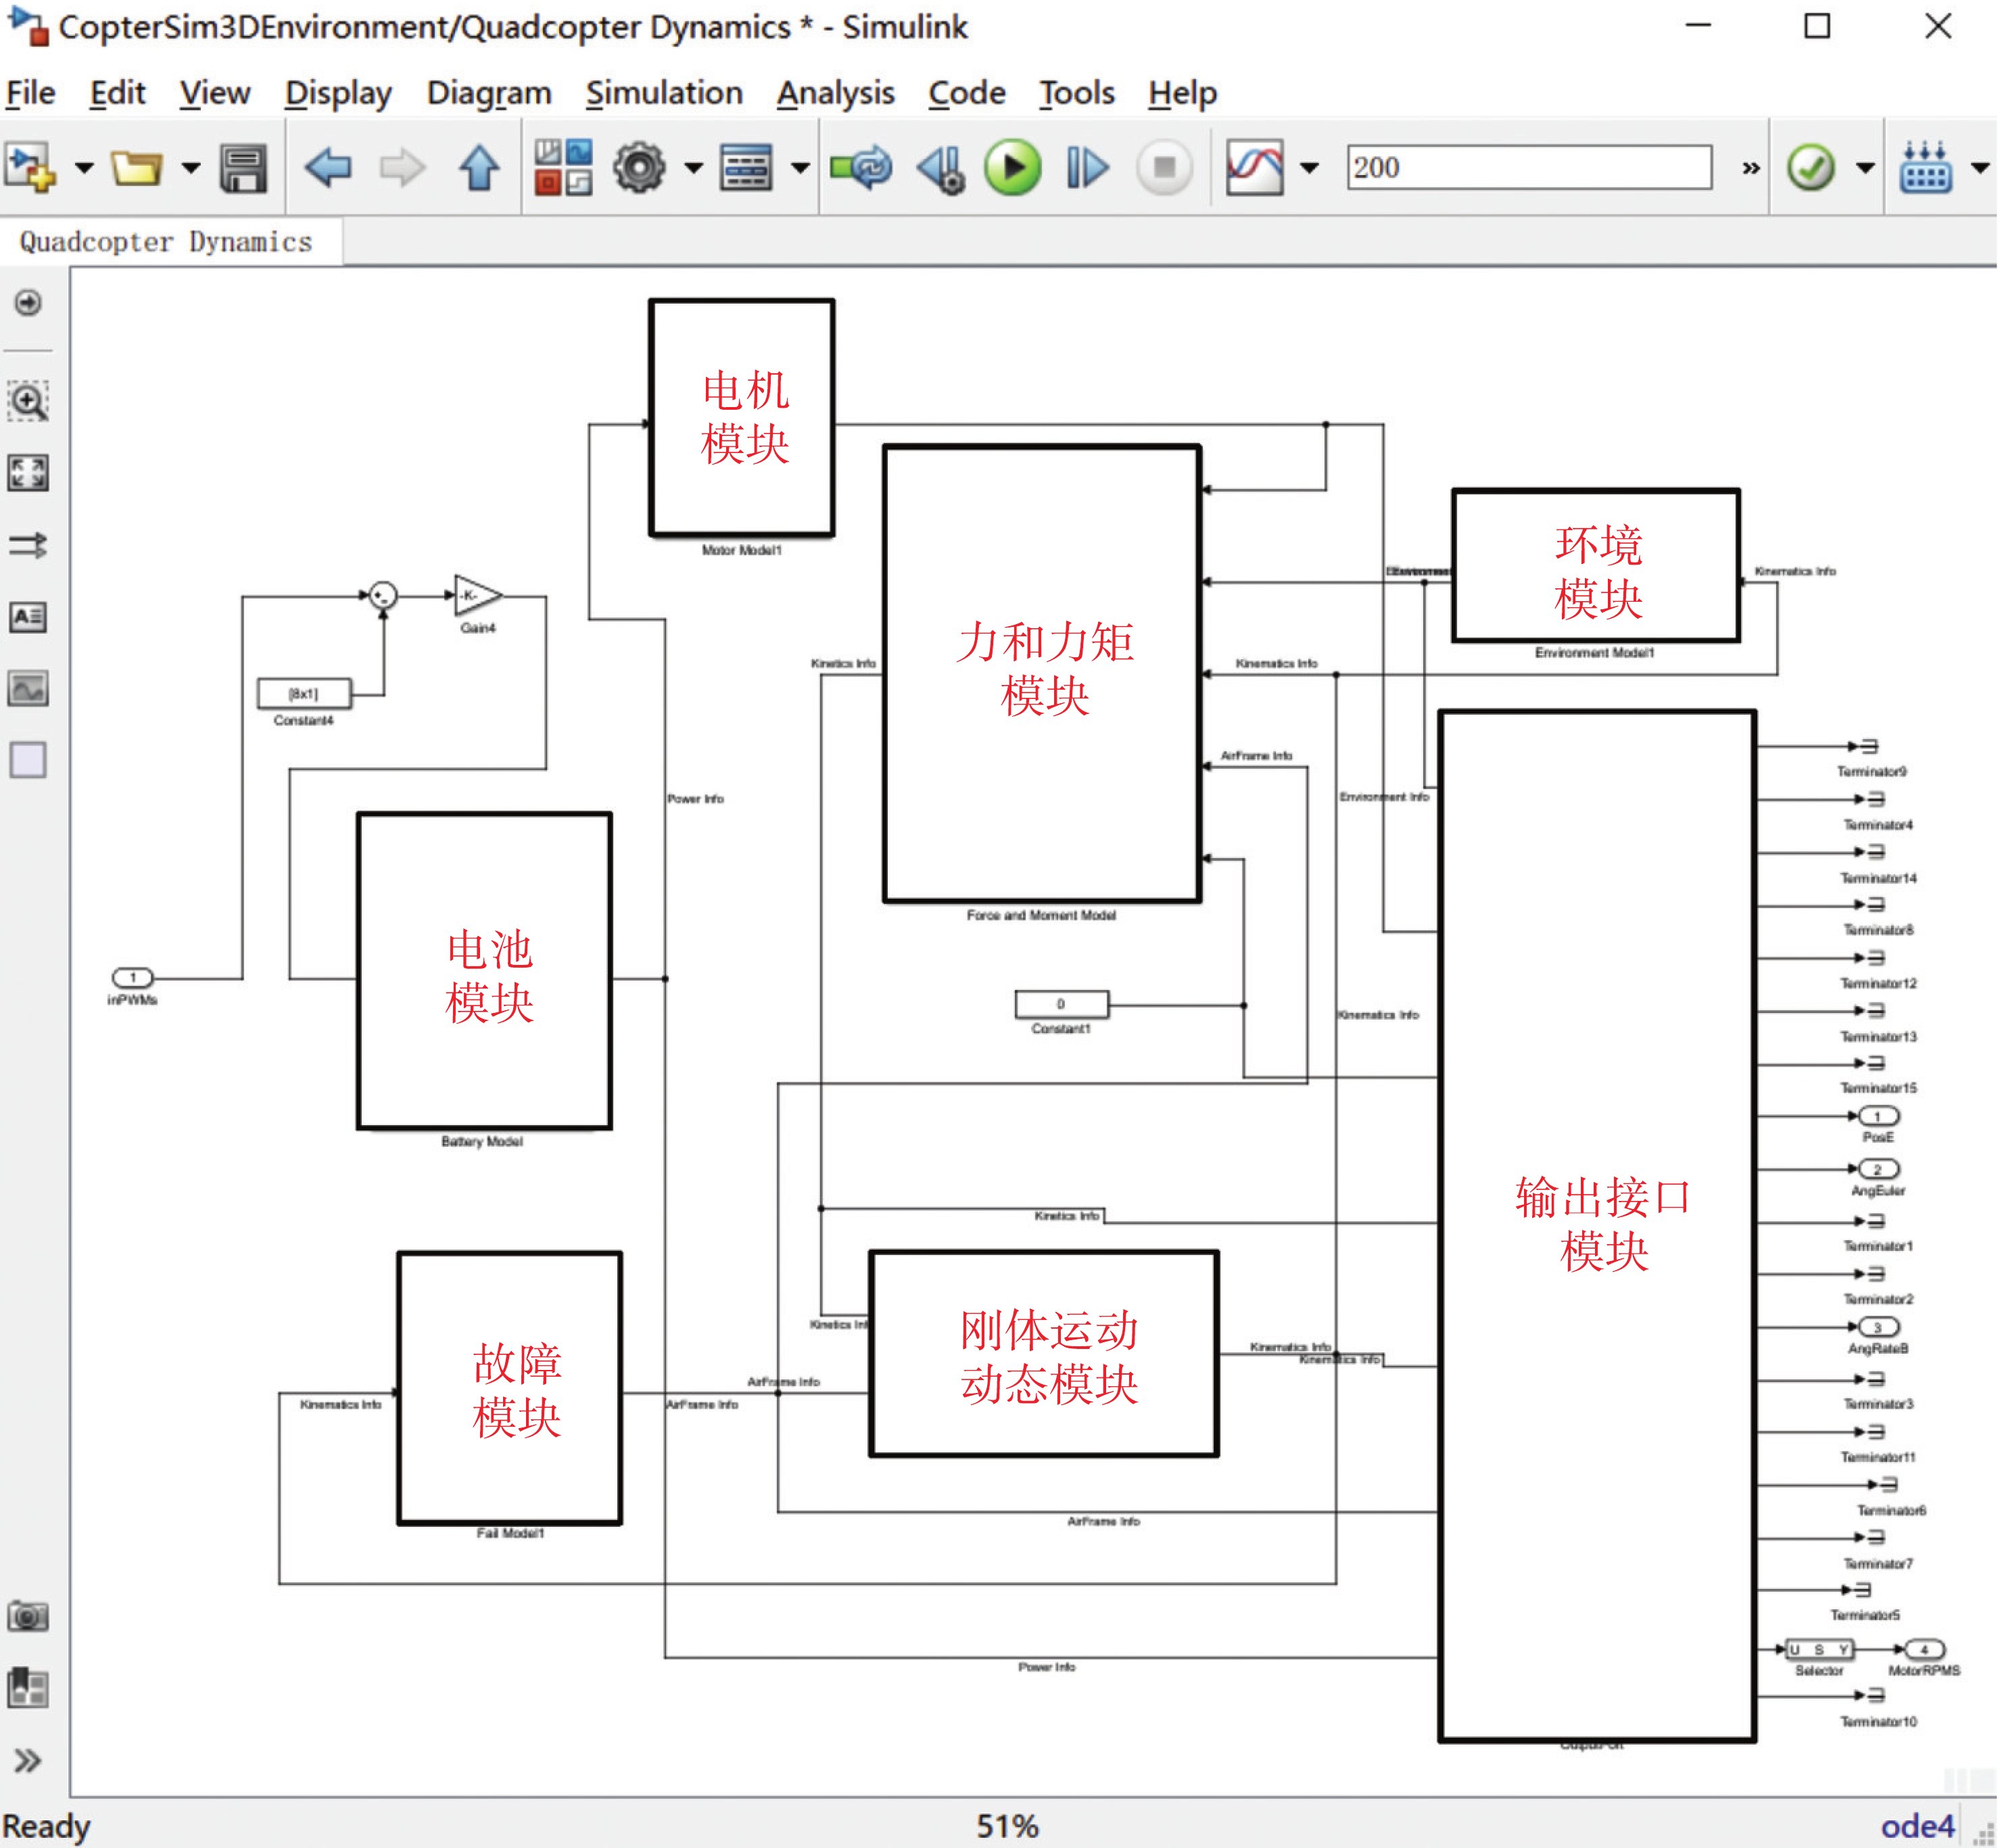 CopterSim3DEnvironment/Quadcopter Dynamics * - Simulink
File Edit View Display Diagram Simulation Analysis Code Tools Help
200
Quadcopter Dynamics
电机
模块
Motor Model1
力和力矩
模块
Force and Moment Model
环境
模块
Environment Model1
Kinematics Info
Kinetics Info
Kinematics Info
AirFrame Info
Environment Info
-K-
Gain4
[8x1]
Constant4
Power Info
电池
模块
Battery Model
1
inPWMs
0
Constant1
Kinematics Info
输出接口
模块
Kinetics Info
Kinetics Inf
刚体运动
动态模块
Kinematics Info
Kinematics Info
故障
模块
Fail Model1
Kinematics Info
AirFrame Info
AirFrame Info
AirFrame Info
Power Info
Terminator9
Terminator4
Terminator14
Terminator8
Terminator12
Terminator13
Terminator15
1
PosE
2
AngEuler
Terminator1
Terminator2
3
AngRateB
Terminator3
Terminator11
Terminator6
Terminator7
Terminator5
U S Y
Selector
4
MotorRPMS
Terminator10
Ready
51%
ode4